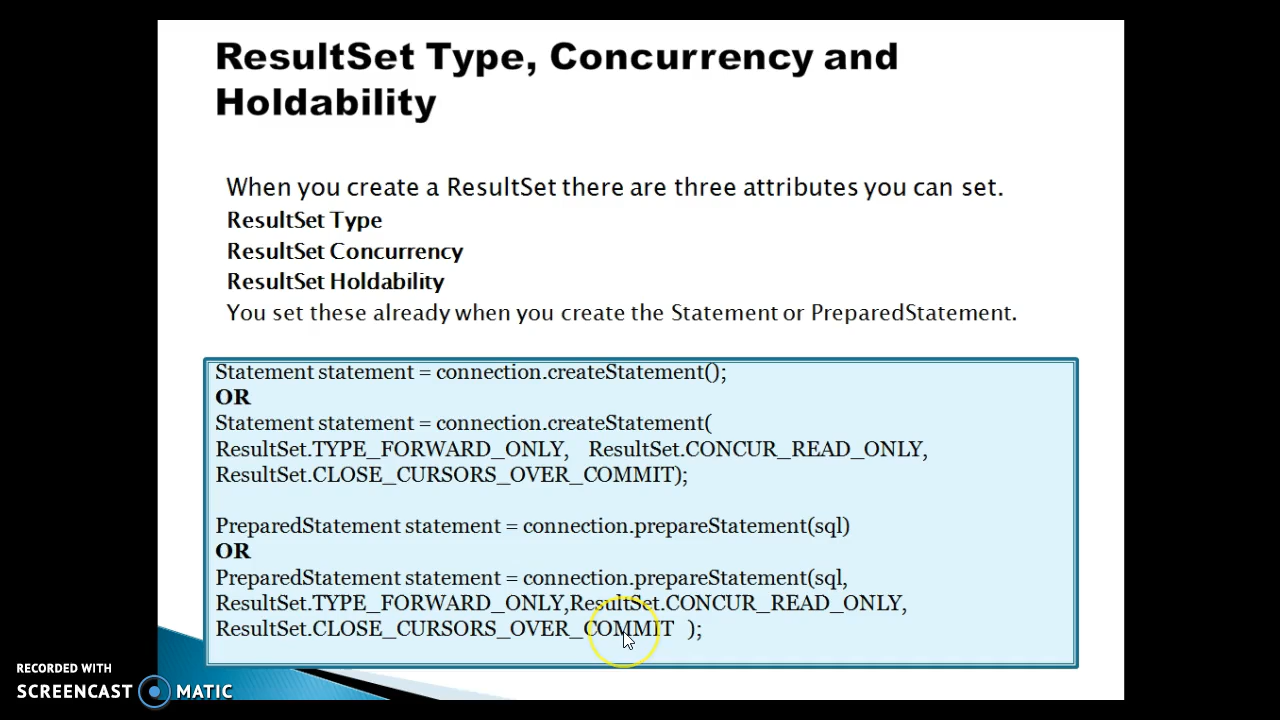 ResultSet Type, Concurrency and
Holdability
When you create a ResultSet there are three attributes you can set.
ResultSet Type
ResultSet Concurrency
ResultSet Holdability
You set these already when you create the Statement or PreparedStatement.
Statement statement = connection.createStatement();
OR
Statement statement = connection.createStatement(
ResultSet.TYPE_FORWARD_ONLY, ResultSet.CONCUR_READ_ONLY,
ResultSet.CLOSE_CURSORS_OVER_COMMIT);
PreparedStatement statement = connection.prepareStatement(sql)
OR
PreparedStatement statement = connection.prepareStatement(sql,
ResultSet.TYPE_FORWARD_ONLY,ResultSet.CONCUR_READ_ONLY,
ResultSet.CLOSE_CURSORS_OVER_COMMIT );
RECORDED WITH
SCREENCAST MATIC